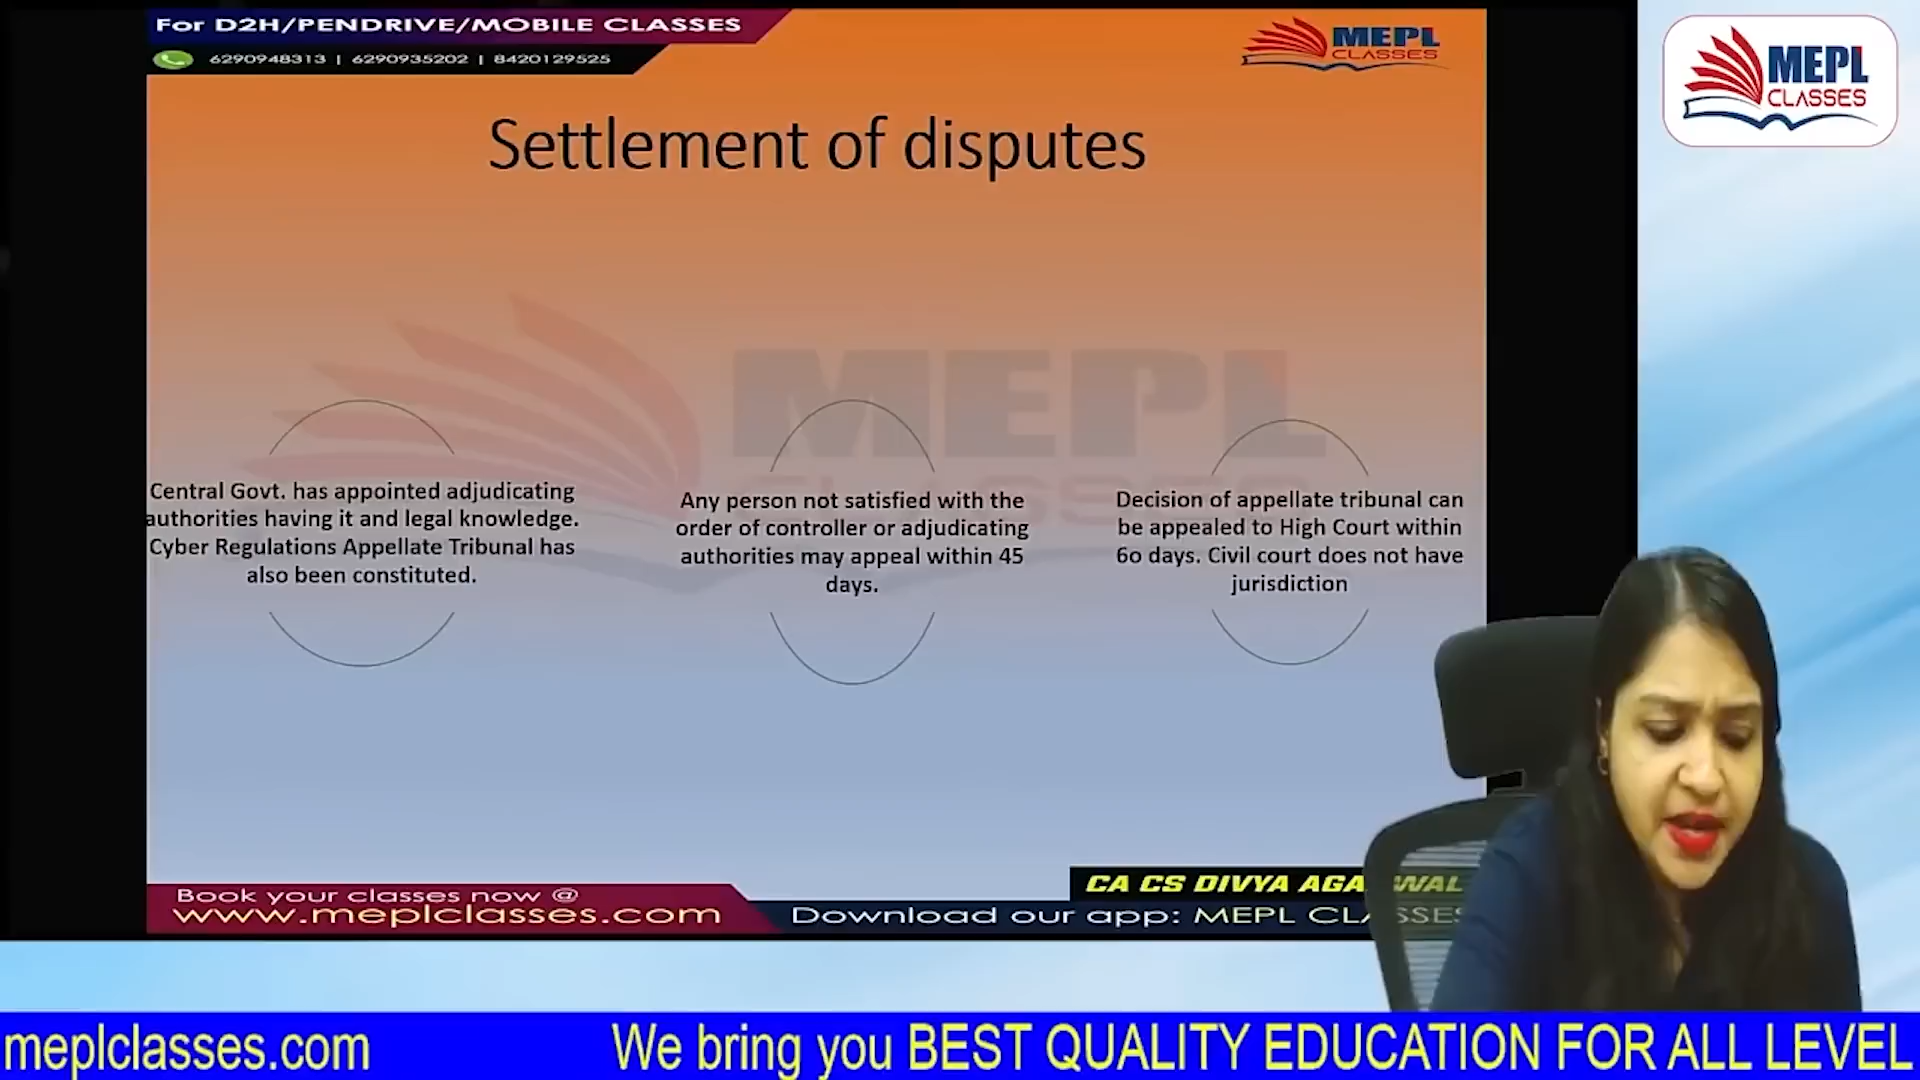 For D2H/PENDRIVE/MOBILE CLASSES
6290948313 | 6290935202 | 8420129525
MEPL
CLASSES
MEPL
CLASSES
Settlement of disputes
MEPL
CLASSES
Central Govt. has appointed adjudicating
authorities having it and legal knowledge.
Cyber Regulations Appellate Tribunal has
also been constituted.
Any person not satisfied with the
order of controller or adjudicating
authorities may appeal within 45
days.
Decision of appellate tribunal can
be appealed to High Court within
6o days. Civil court does not have
jurisdiction
Book your classes now @
www.meplclasses.com
CA CS DIVYA AGA WAL
Download our app: MEPL CLASSES
meplclasses.com
We bring you BEST QUALITY EDUCATION FOR ALL LEVEL